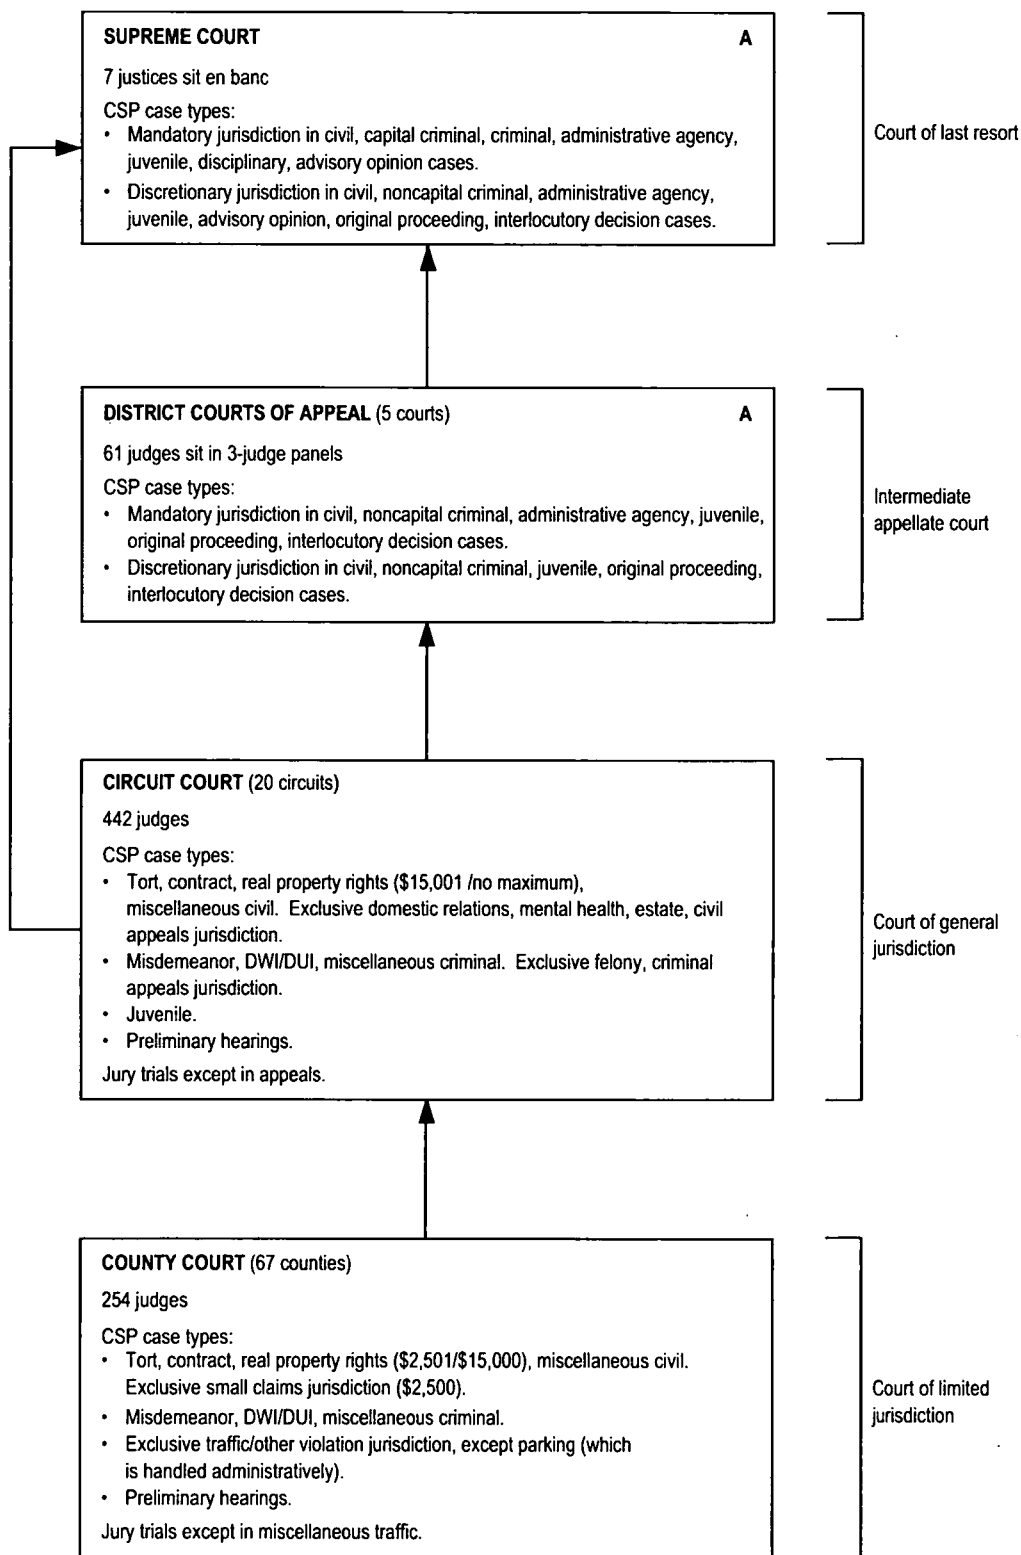 SUPREME COURT A
7 justices sit en banc
CSP case types:
• Mandatory jurisdiction in civil, capital criminal, criminal, administrative agency,
juvenile, disciplinary, advisory opinion cases.
• Discretionary jurisdiction in civil, noncapital criminal, administrative agency,
juvenile, advisory opinion, original proceeding, interlocutory decision cases.
Court of last resort
DISTRICT COURTS OF APPEAL (5 courts) A
61 judges sit in 3-judge panels
CSP case types:
• Mandatory jurisdiction in civil, noncapital criminal, administrative agency, juvenile,
original proceeding, interlocutory decision cases.
• Discretionary jurisdiction in civil, noncapital criminal, juvenile, original proceeding,
interlocutory decision cases.
Intermediate
appellate court
CIRCUIT COURT (20 circuits)
442 judges
CSP case types:
• Tort, contract, real property rights ($15,001 /no maximum),
miscellaneous civil. Exclusive domestic relations, mental health, estate, civil
appeals jurisdiction.
• Misdemeanor, DWI/DUI, miscellaneous criminal. Exclusive felony, criminal
appeals jurisdiction.
• Juvenile.
• Preliminary hearings.
Jury trials except in appeals.
Court of general
jurisdiction
COUNTY COURT (67 counties)
254 judges
CSP case types:
• Tort, contract, real property rights ($2,501/$15,000), miscellaneous civil.
Exclusive small claims jurisdiction ($2,500).
• Misdemeanor, DWI/DUI, miscellaneous criminal.
• Exclusive traffic/other violation jurisdiction, except parking (which
is handled administratively).
• Preliminary hearings.
Jury trials except in miscellaneous traffic.
Court of limited
jurisdiction